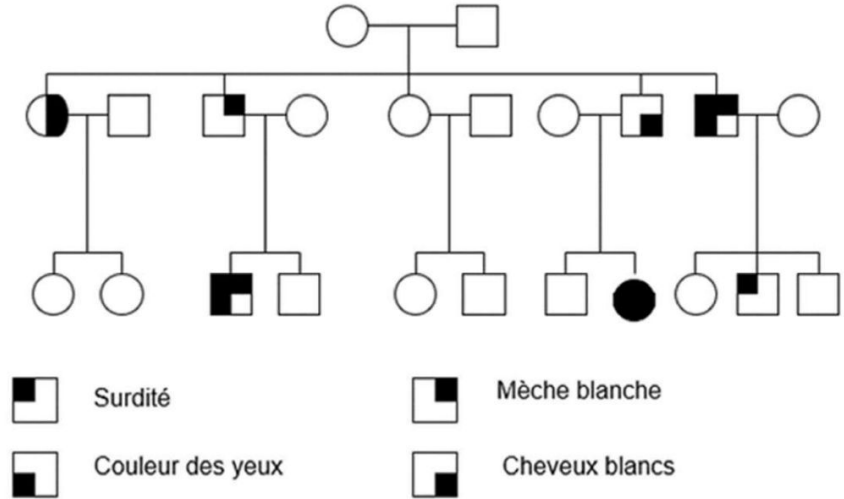 Surdité
Mèche blanche
Couleur des yeux
Cheveux blancs